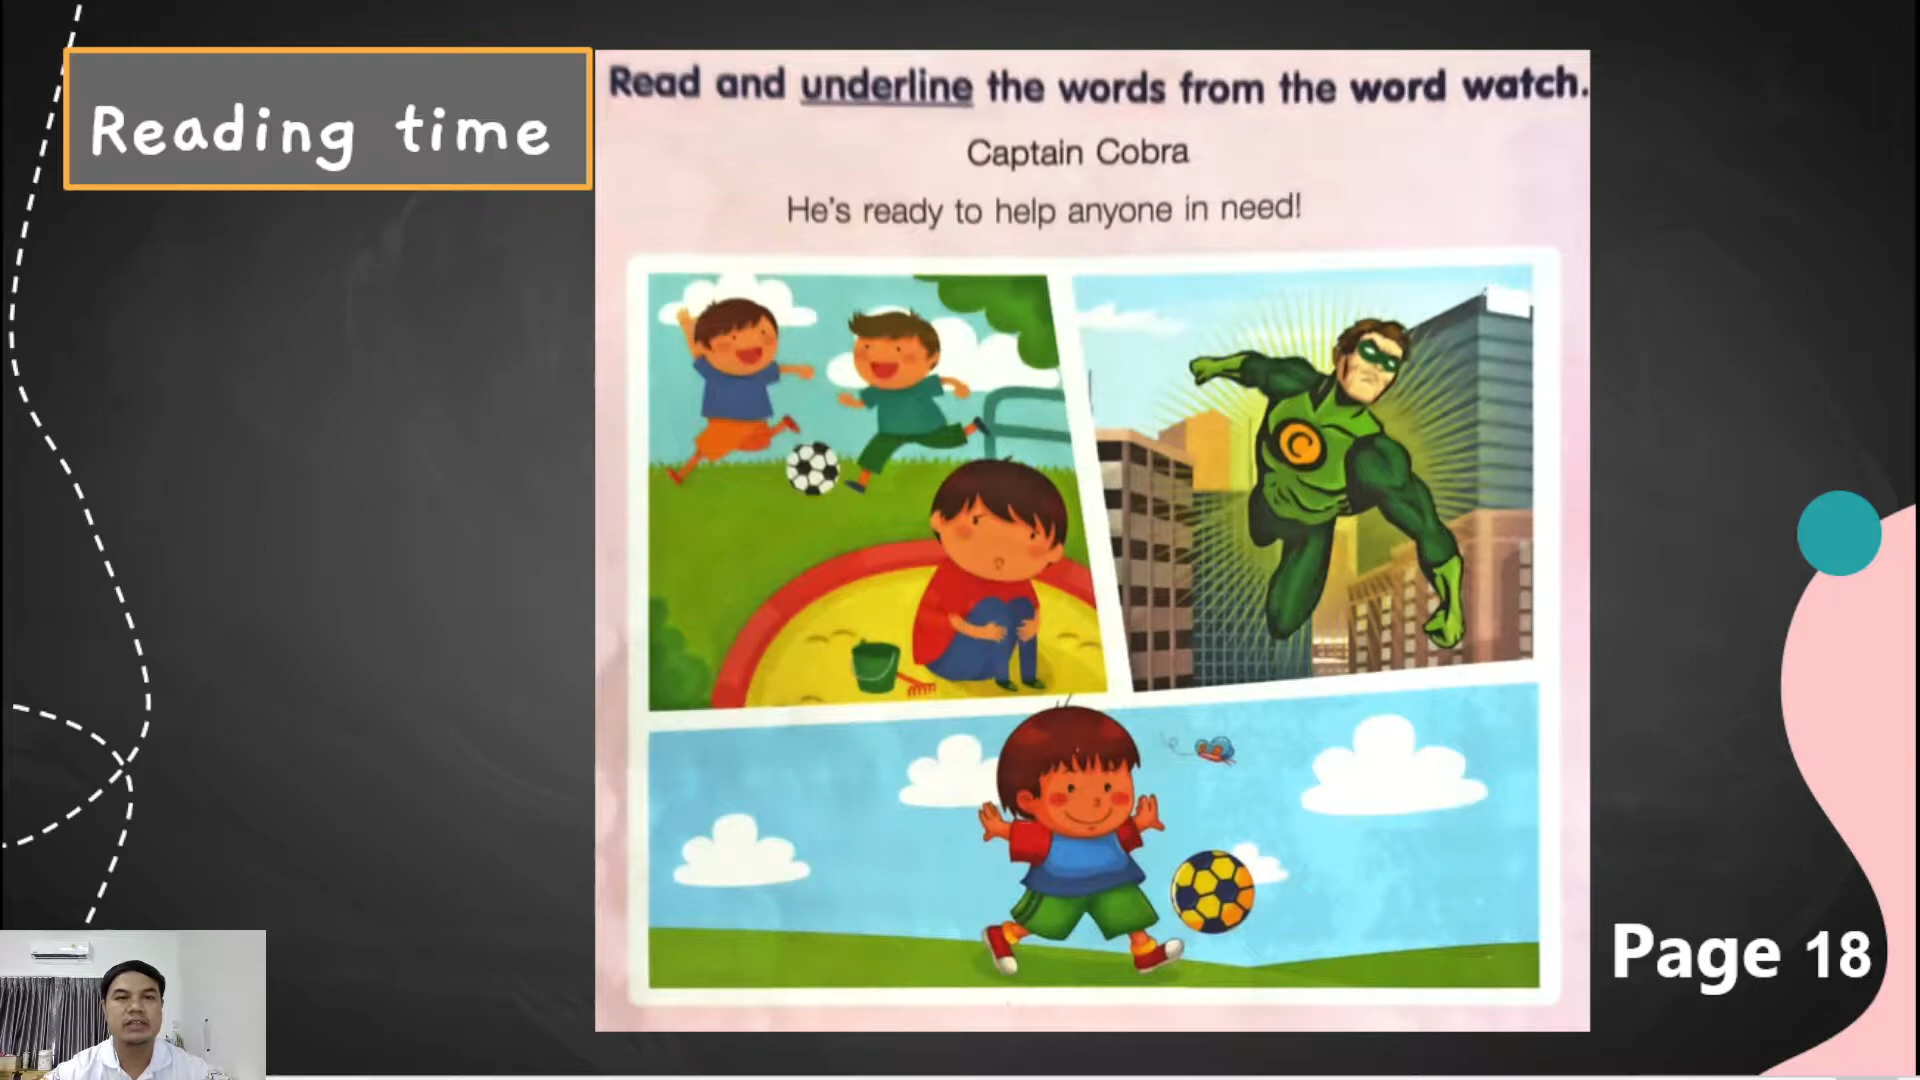 Reading time
Read and underline the words from the word watch.
Captain Cobra
He's ready to help anyone in need!
C
Page 18